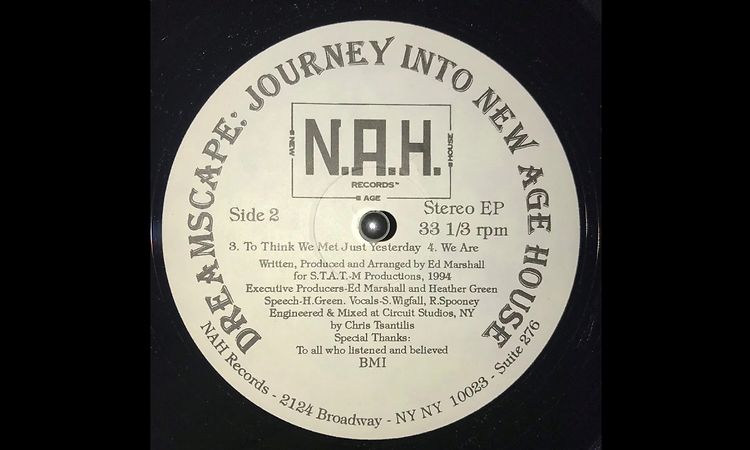 DREAMSCAPE: JOURNEY INTO NEW AGE HOUSE
NEW
N.A.H.
HOUSE
RECORDS™
AGE
Side 2
Stereo EP
33 1/3 rpm
3. To Think We Met Just Yesterday 4. We Are
Written, Produced and Arranged by Ed Marshall
for S.T.A.T.-M Productions, 1994
Executive Producers-Ed Marshall and Heather Green
Speech-H.Green. Vocals-S.Wigfall, R.Spooney
Engineered & Mixed at Circuit Studios, NY
by Chris Tsantilis
Special Thanks:
To all who listened and believed
BMI
NAH Records - 2124 Broadway - NY NY 10023 - Suite 276